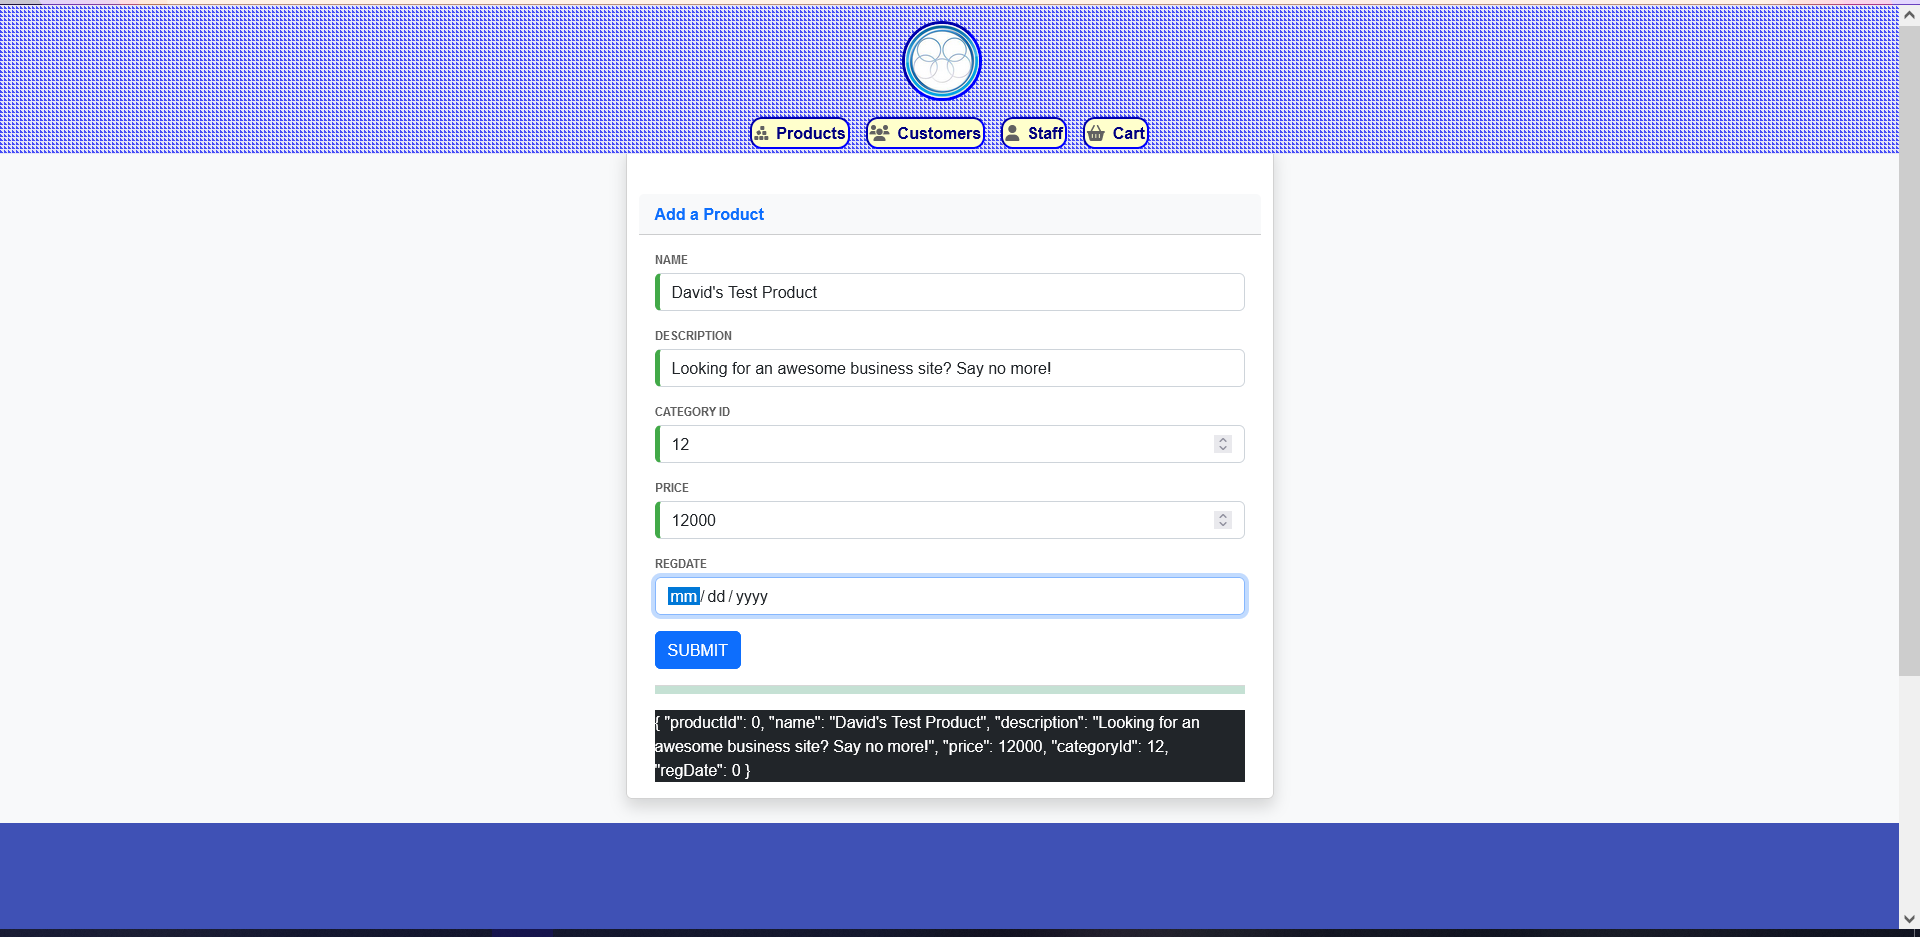 Products
Customers
Staff
Cart
Add a Product
NAME
David's Test Product
DESCRIPTION
Looking for an awesome business site? Say no more!
CATEGORY ID
12
PRICE
12000
REGDATE
mm/dd/yyyy
SUBMIT
{ "productId": 0, "name": "David's Test Product", "description": "Looking for an
awesome business site? Say no more!", "price": 12000, "categoryId": 12,
"regDate": 0 }